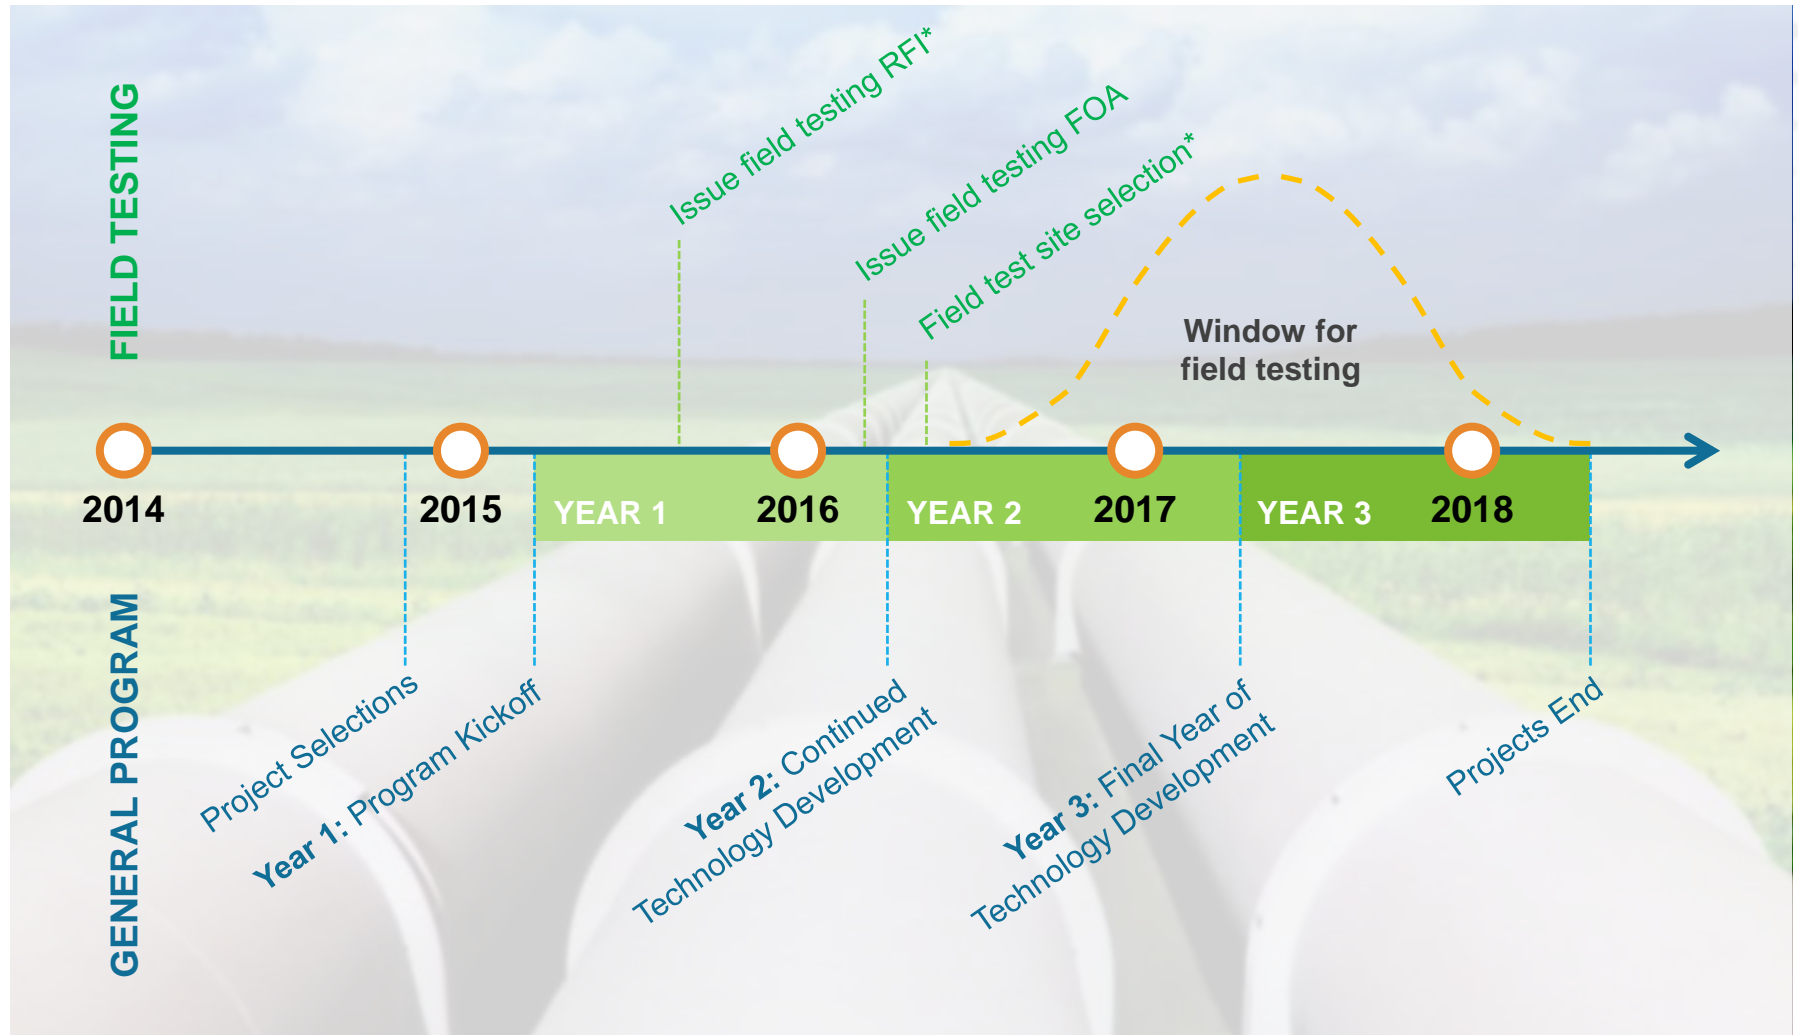 FIELD TESTING
Issue field testing RFI*
Issue field testing FOA
Field test site selection*
Window for
field testing
2014
2015
2016
2017
2018
YEAR 1
YEAR 2
YEAR 3
GENERAL PROGRAM
Project Selections
Year 1: Program Kickoff
Year 2: Continued
Technology Development
Year 3: Final Year of
Technology Development
Projects End